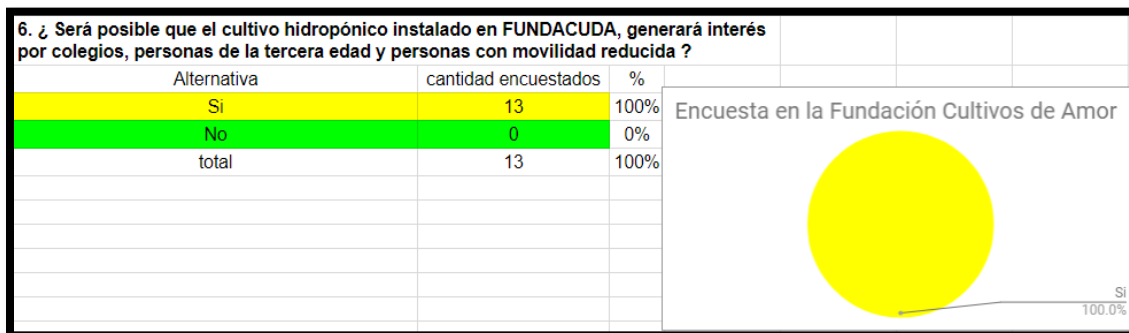 6. ¿ Será posible que el cultivo hidropónico instalado en FUNDACUDA, generará interés
por colegios, personas de la tercera edad y personas con movilidad reducida ?
Alternativa cantidad encuestados %
Si 13 100%
No 0 0%
total 13 100%
Encuesta en la Fundación Cultivos de Amor
Si
100.0%